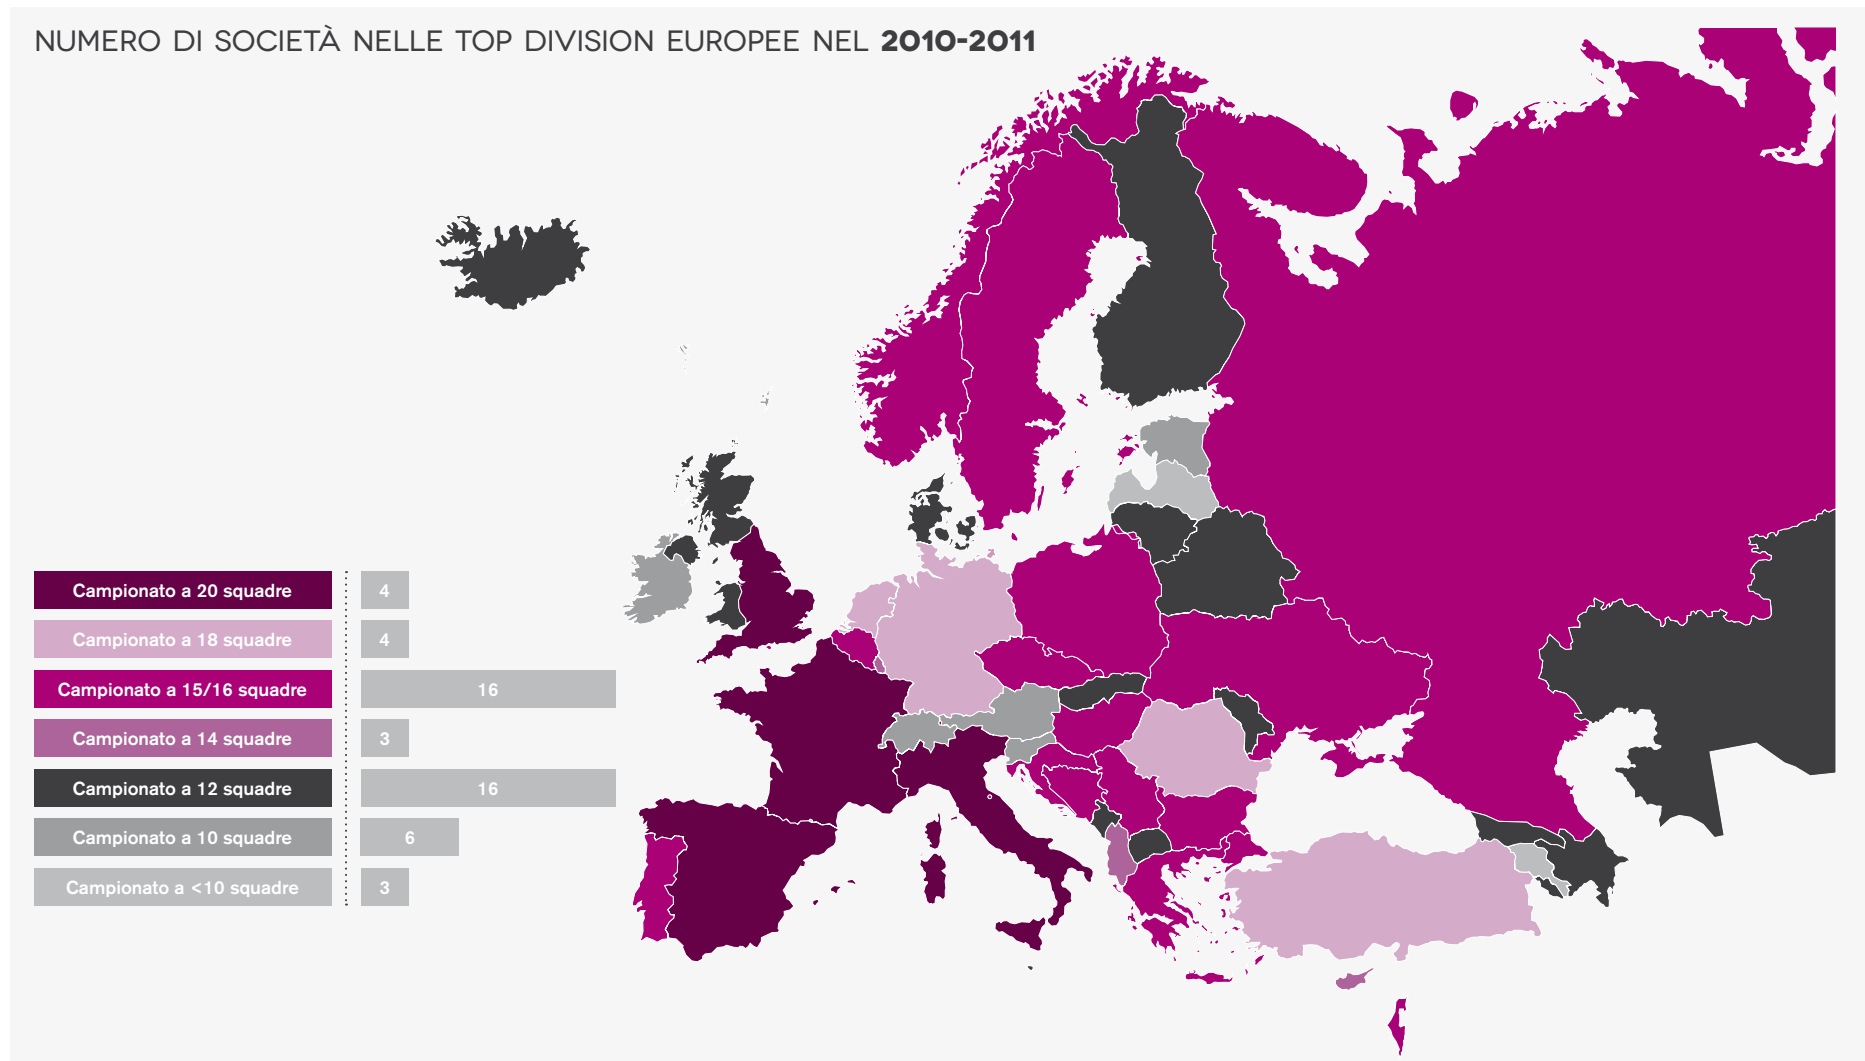 NUMERO DI SOCIETÀ NELLE TOP DIVISION EUROPEE NEL 2010-2011
Campionato a 20 squadre 4
Campionato a 18 squadre 4
Campionato a 15/16 squadre 16
Campionato a 14 squadre 3
Campionato a 12 squadre 16
Campionato a 10 squadre 6
Campionato a <10 squadre 3